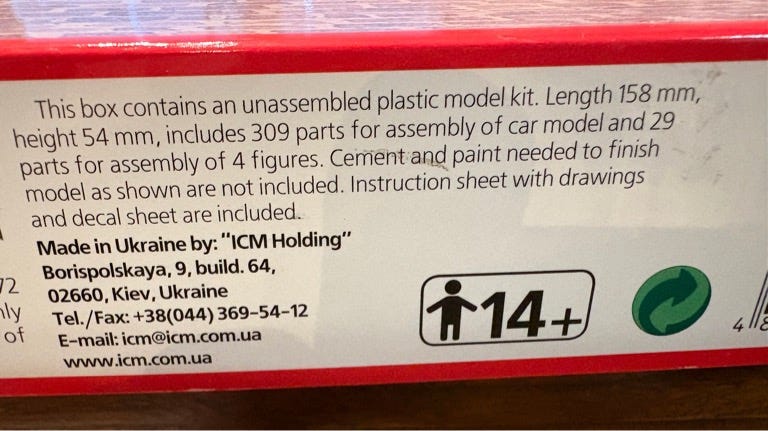 This box contains an unassembled plastic model kit. Length 158 mm,
height 54 mm, includes 309 parts for assembly of car model and 29
parts for assembly of 4 figures. Cement and paint needed to finish
model as shown are not included. Instruction sheet with drawings
and decal sheet are included.
Made in Ukraine by: "ICM Holding"
Borispolskaya, 9, build. 64,
02660, Kiev, Ukraine
Tel./Fax: +38(044) 369-54-12
E-mail: icm@icm.com.ua
www.icm.com.ua
72
of
14+
4